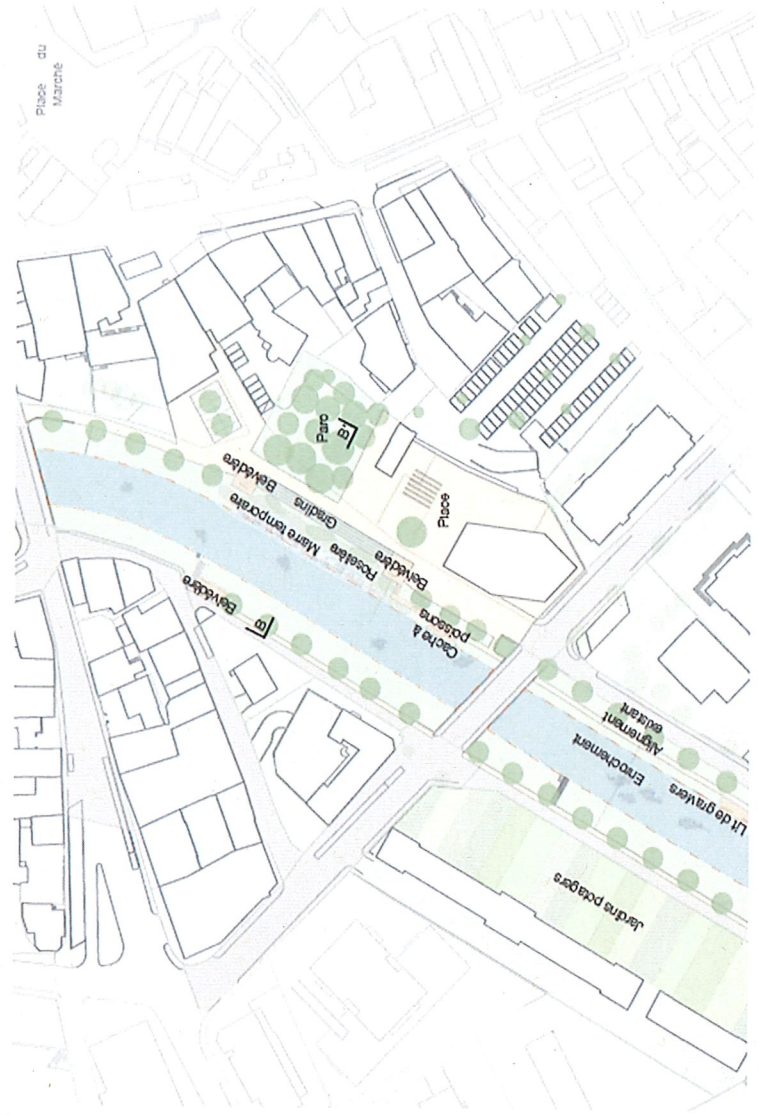 Place du
Marché
Parc
B'
Belvédère
Gradins
Marre temporaire
Roselière
Belvédère
Place
Belvédère
B
Cache à
poissons
Alignement
existant
Enrochement
Lit de graviers
Jardins potagers